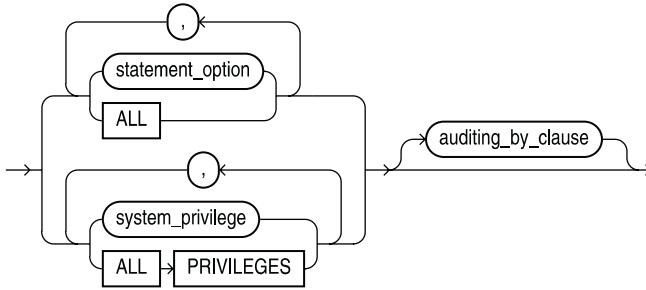 ,
statement_option
ALL
auditing_by_clause
,
system_privilege
ALL PRIVILEGES